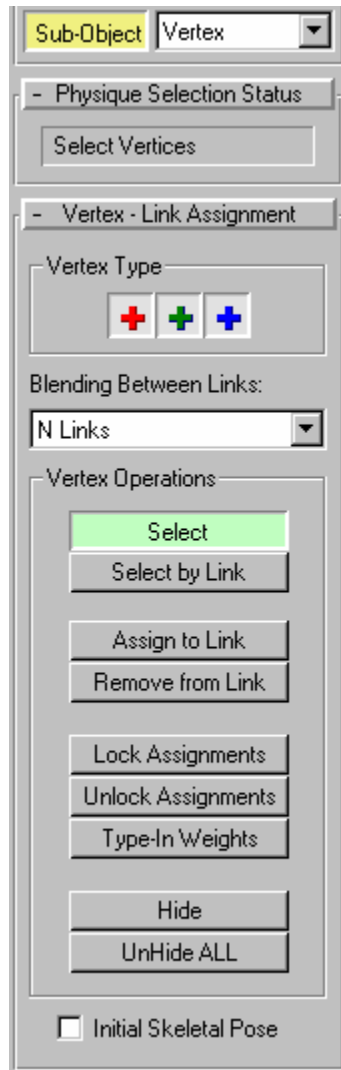 Sub-Object Vertex
- Physique Selection Status
Select Vertices
- Vertex - Link Assignment
Vertex Type
Blending Between Links:
N Links
Vertex Operations
Select
Select by Link
Assign to Link
Remove from Link
Lock Assignments
Unlock Assignments
Type-In Weights
Hide
UnHide ALL
Initial Skeletal Pose